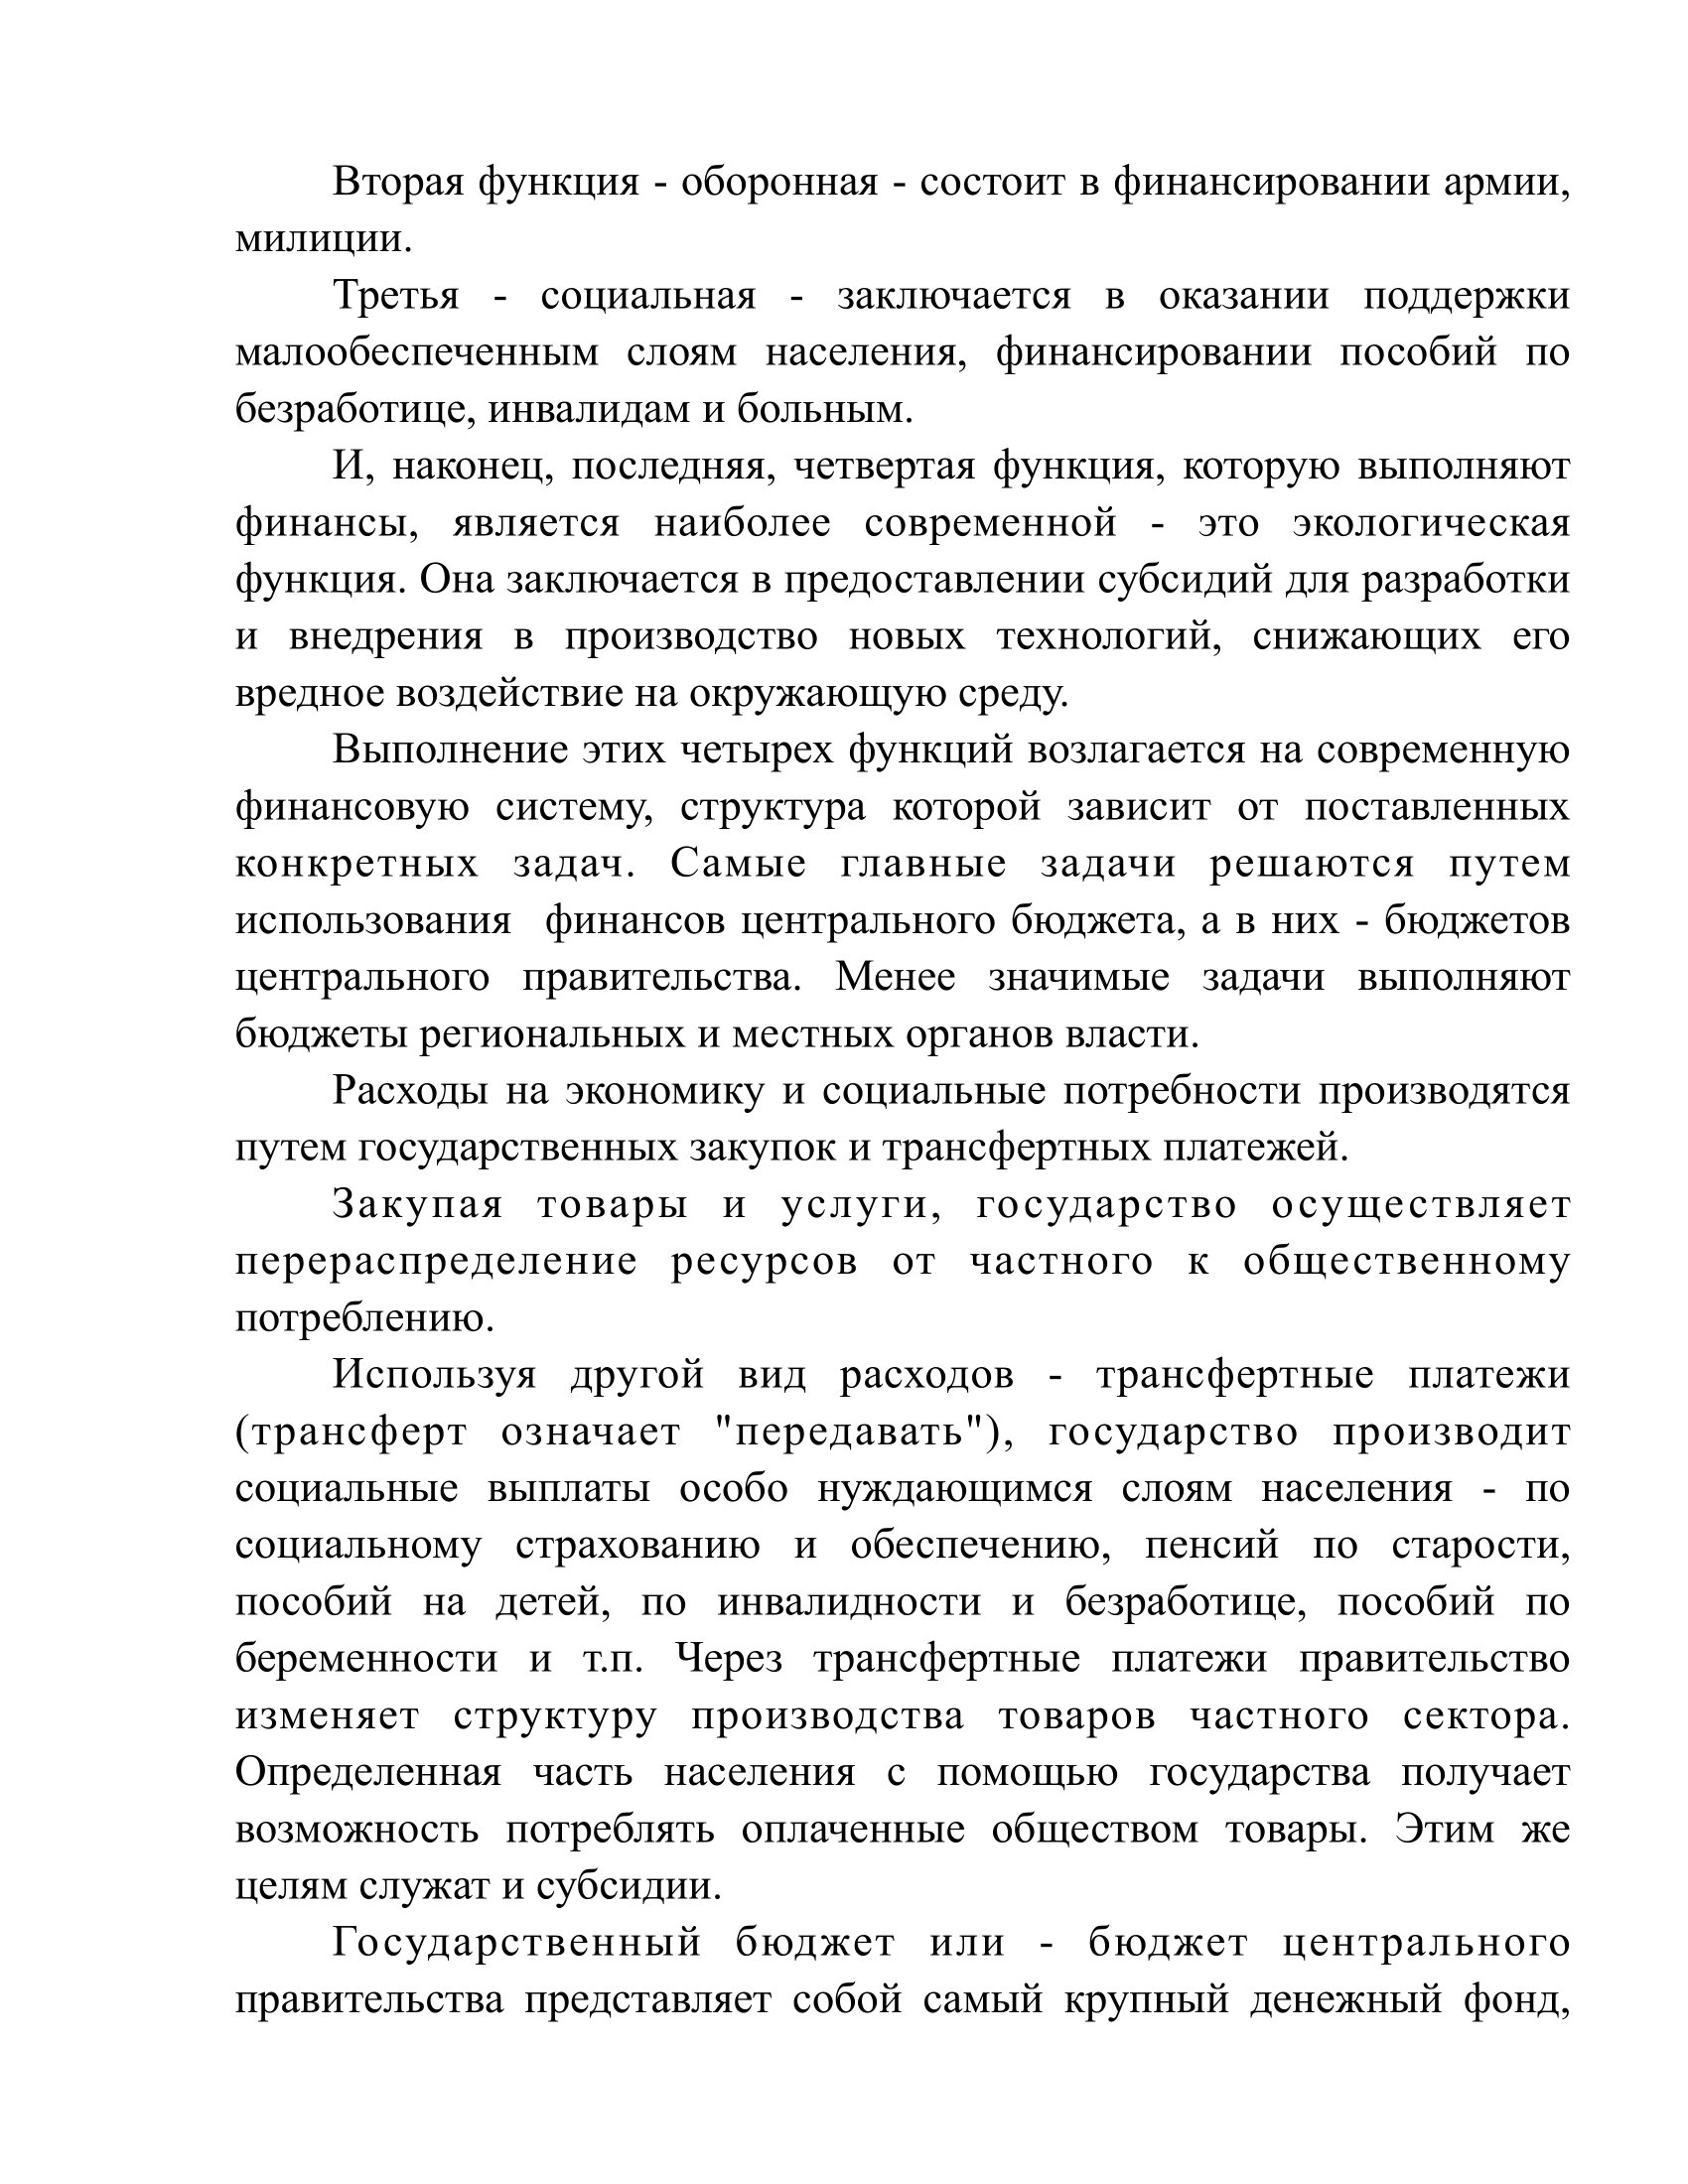 Вторая функция - оборонная - состоит в финансировании армии,
милиции.
Третья - социальная - заключается в оказании поддержки
малообеспеченным слоям населения, финансировании пособий по
безработице, инвалидам и больным.
И, наконец, последняя, четвертая функция, которую выполняют
финансы, является наиболее современной - это экологическая
функция. Она заключается в предоставлении субсидий для разработки
и внедрения в производство новых технологий, снижающих его
вредное воздействие на окружающую среду.
Выполнение этих четырех функций возлагается на современную
финансовую систему, структура которой зависит от поставленных
конкретных задач. Самые главные задачи решаются путем
использования  финансов центрального бюджета, а в них - бюджетов
центрального правительства. Менее значимые задачи выполняют
бюджеты региональных и местных органов власти.
Расходы на экономику и социальные потребности производятся
путем государственных закупок и трансфертных платежей.
Закупая товары и услуги, государство осуществляет
перераспределение ресурсов от частного к общественному
потреблению.
Используя другой вид расходов - трансфертные платежи
(трансферт означает "передавать"), государство производит
социальные выплаты особо нуждающимся слоям населения - по
социальному страхованию и обеспечению, пенсий по старости,
пособий на детей, по инвалидности и безработице, пособий по
беременности и т.п. Через трансфертные платежи правительство
изменяет структуру производства товаров частного сектора.
Определенная часть населения с помощью государства получает
возможность потреблять оплаченные обществом товары. Этим же
целям служат и субсидии.
Государственный бюджет или - бюджет центрального
правительства представляет собой самый крупный денежный фонд,